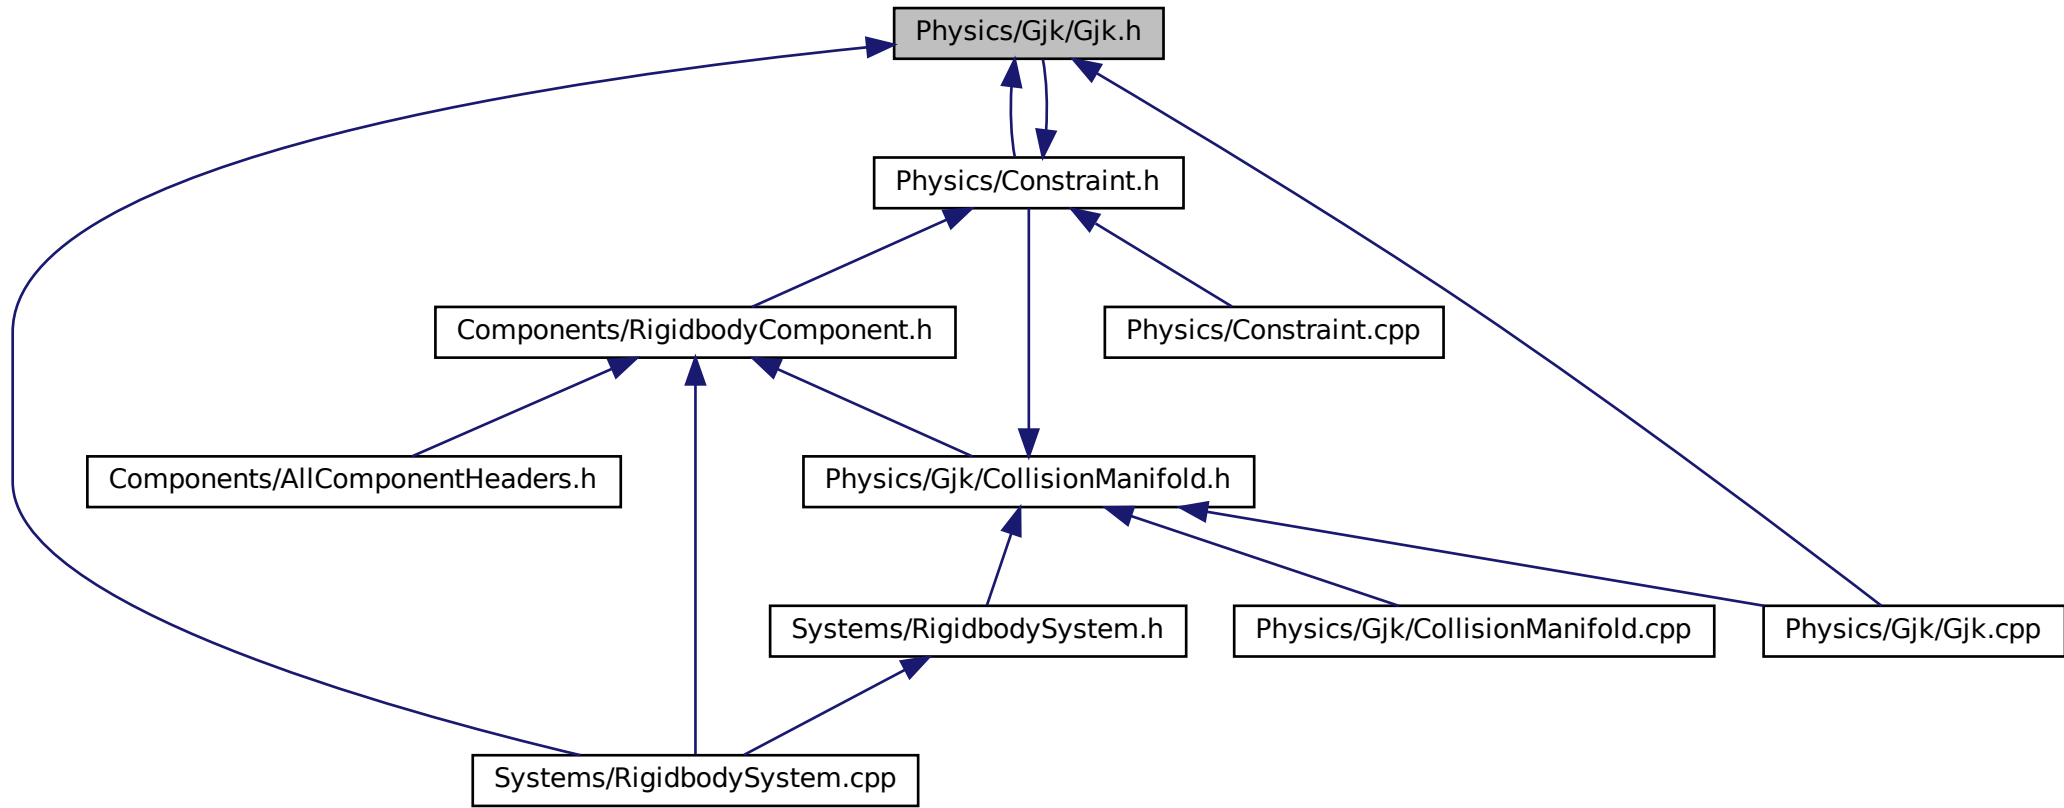 Physics/Gjk/Gjk.h
Physics/Constraint.h
Components/RigidbodyComponent.h
Physics/Constraint.cpp
Components/AllComponentHeaders.h
Physics/Gjk/CollisionManifold.h
Systems/RigidbodySystem.h
Physics/Gjk/CollisionManifold.cpp
Physics/Gjk/Gjk.cpp
Systems/RigidbodySystem.cpp